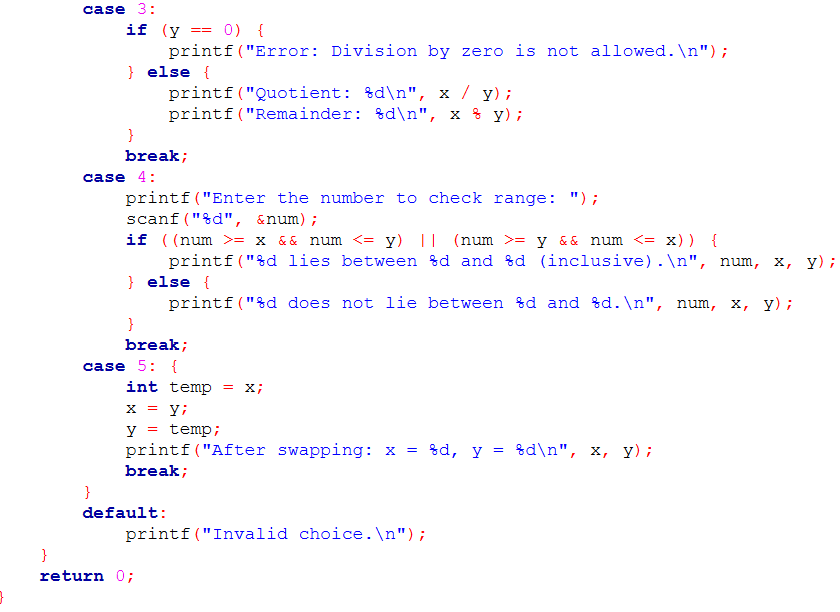 case 3:
if (y == 0) {
printf("Error: Division by zero is not allowed.\n");
} else {
printf("Quotient: %d\n", x / y);
printf("Remainder: %d\n", x % y);
}
break;
case 4:
printf("Enter the number to check range: ");
scanf("%d", &num);
if ((num >= x && num <= y) || (num >= y && num <= x)) {
printf("%d lies between %d and %d (inclusive).\n", num, x, y);
} else {
printf("%d does not lie between %d and %d.\n", num, x, y);
}
break;
case 5: {
int temp = x;
x = y;
y = temp;
printf("After swapping: x = %d, y = %d\n", x, y);
break;
}
default:
printf("Invalid choice.\n");
}
return 0;
}